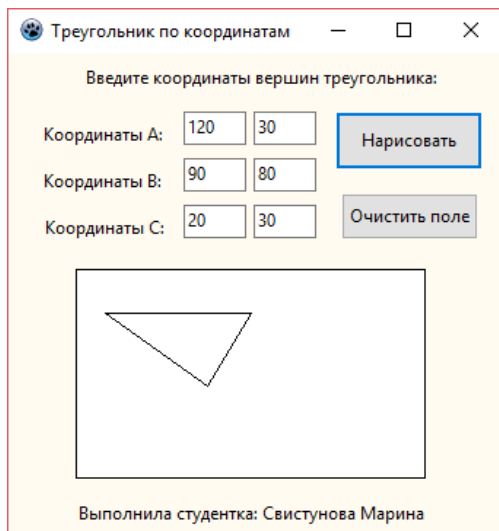 Треугольник по координатам
Введите координаты вершин треугольника:
Координаты A: 120 30
Нарисовать
Координаты B: 90 80
Координаты C: 20 30
Очистить поле
Выполнила студентка: Свистунова Марина